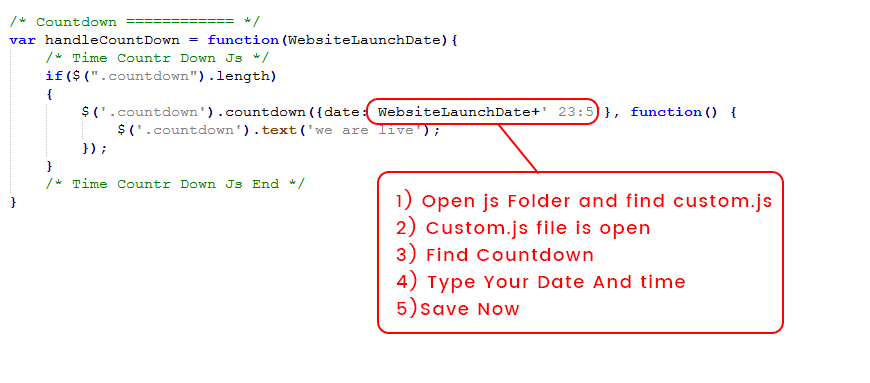 /* Countdown ============ */
var handleCountDown = function(WebsiteLaunchDate){
/* Time Countr Down Js */
if($(".countdown").length)
{
$('.countdown').countdown({date: WebsiteLaunchDate+' 23:5 }, function() {
$('.countdown').text('we are live');
});
}
/* Time Countr Down Js End */
}
1) Open js Folder and find custom.js
2) Custom.js file is open
3) Find Countdown
4) Type Your Date And time
5)Save Now